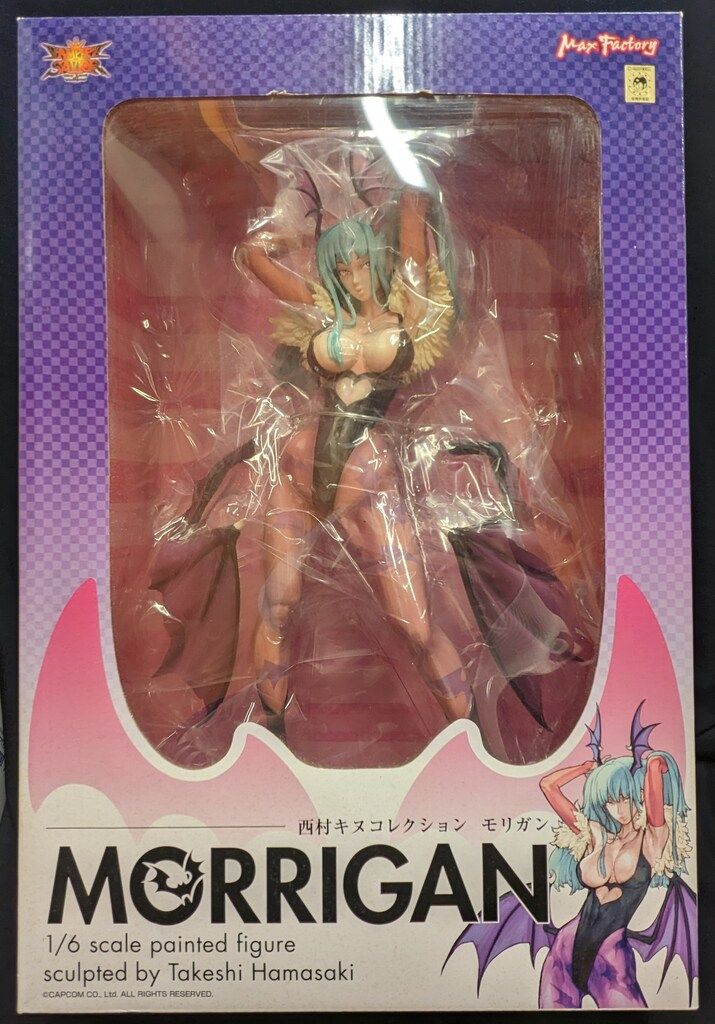 Max Factory
西村キヌコレクション モリガン
MORRIGAN
1/6 scale painted figure
sculpted by Takeshi Hamasaki
©CAPCOM CO., Ltd. ALL RIGHTS RESERVED.